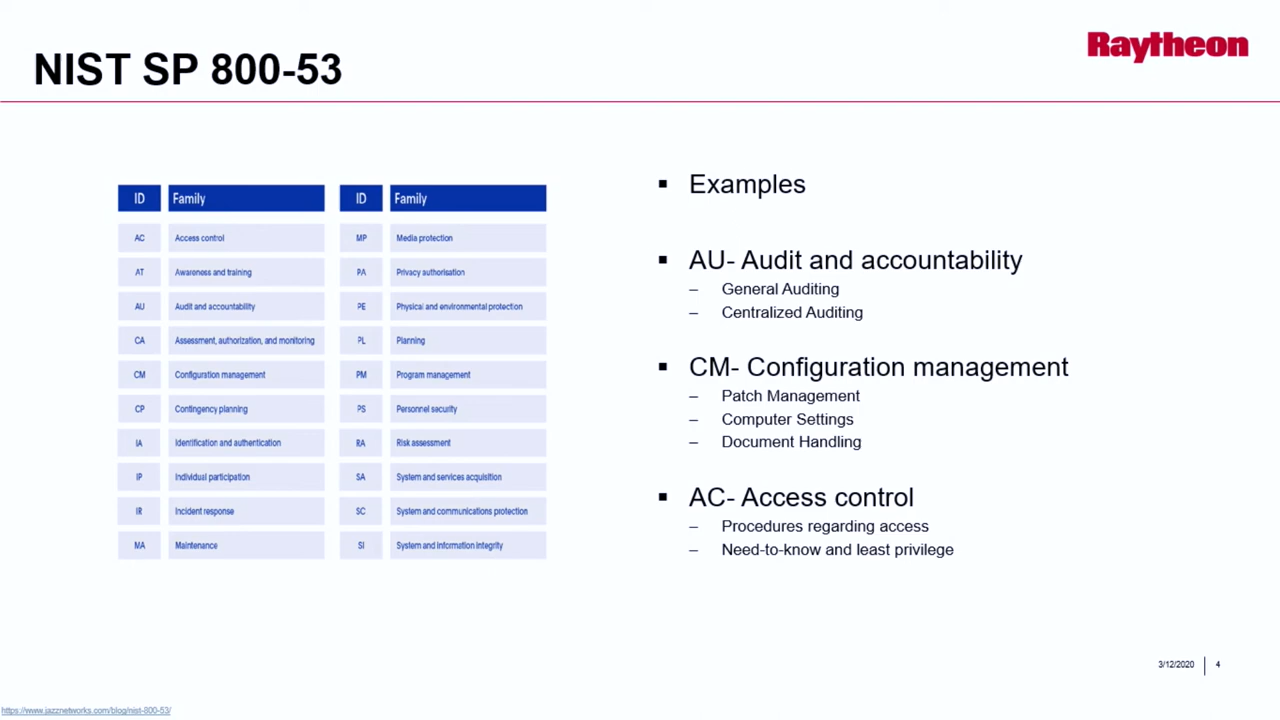 NIST SP 800-53
Raytheon
ID Family ID Family
AC Access control MP Media protection
AT Awareness and training PA Privacy authorisation
AU Audit and accountability PE Physical and environmental protection
CA Assessment, authorization, and monitoring PL Planning
CM Configuration management PM Program management
CP Contingency planning PS Personnel security
IA Identification and authentication RA Risk assessment
IP Individual participation SA System and services acquisition
IR Incident response SC System and communications protection
MA Maintenance SI System and information integrity
▪ Examples
▪ AU- Audit and accountability
– General Auditing
– Centralized Auditing
▪ CM- Configuration management
– Patch Management
– Computer Settings
– Document Handling
▪ AC- Access control
– Procedures regarding access
– Need-to-know and least privilege
3/12/2020 4
https://www.jazznetworks.com/blog/nist-800-53/